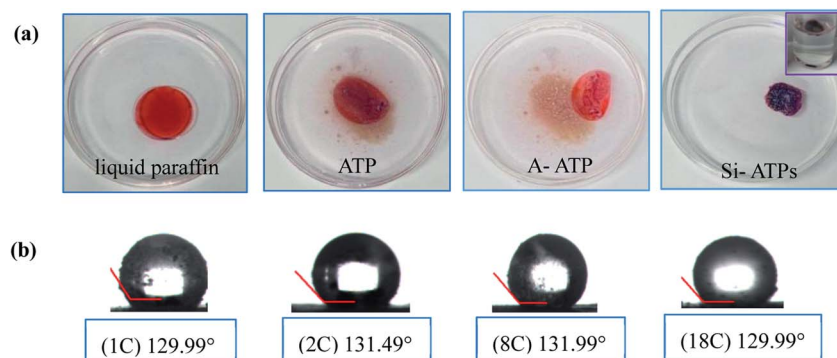 (a)
liquid paraffin
ATP
A- ATP
Si- ATPs
(b)
(1C) 129.99°
(2C) 131.49°
(8C) 131.99°
(18C) 129.99°